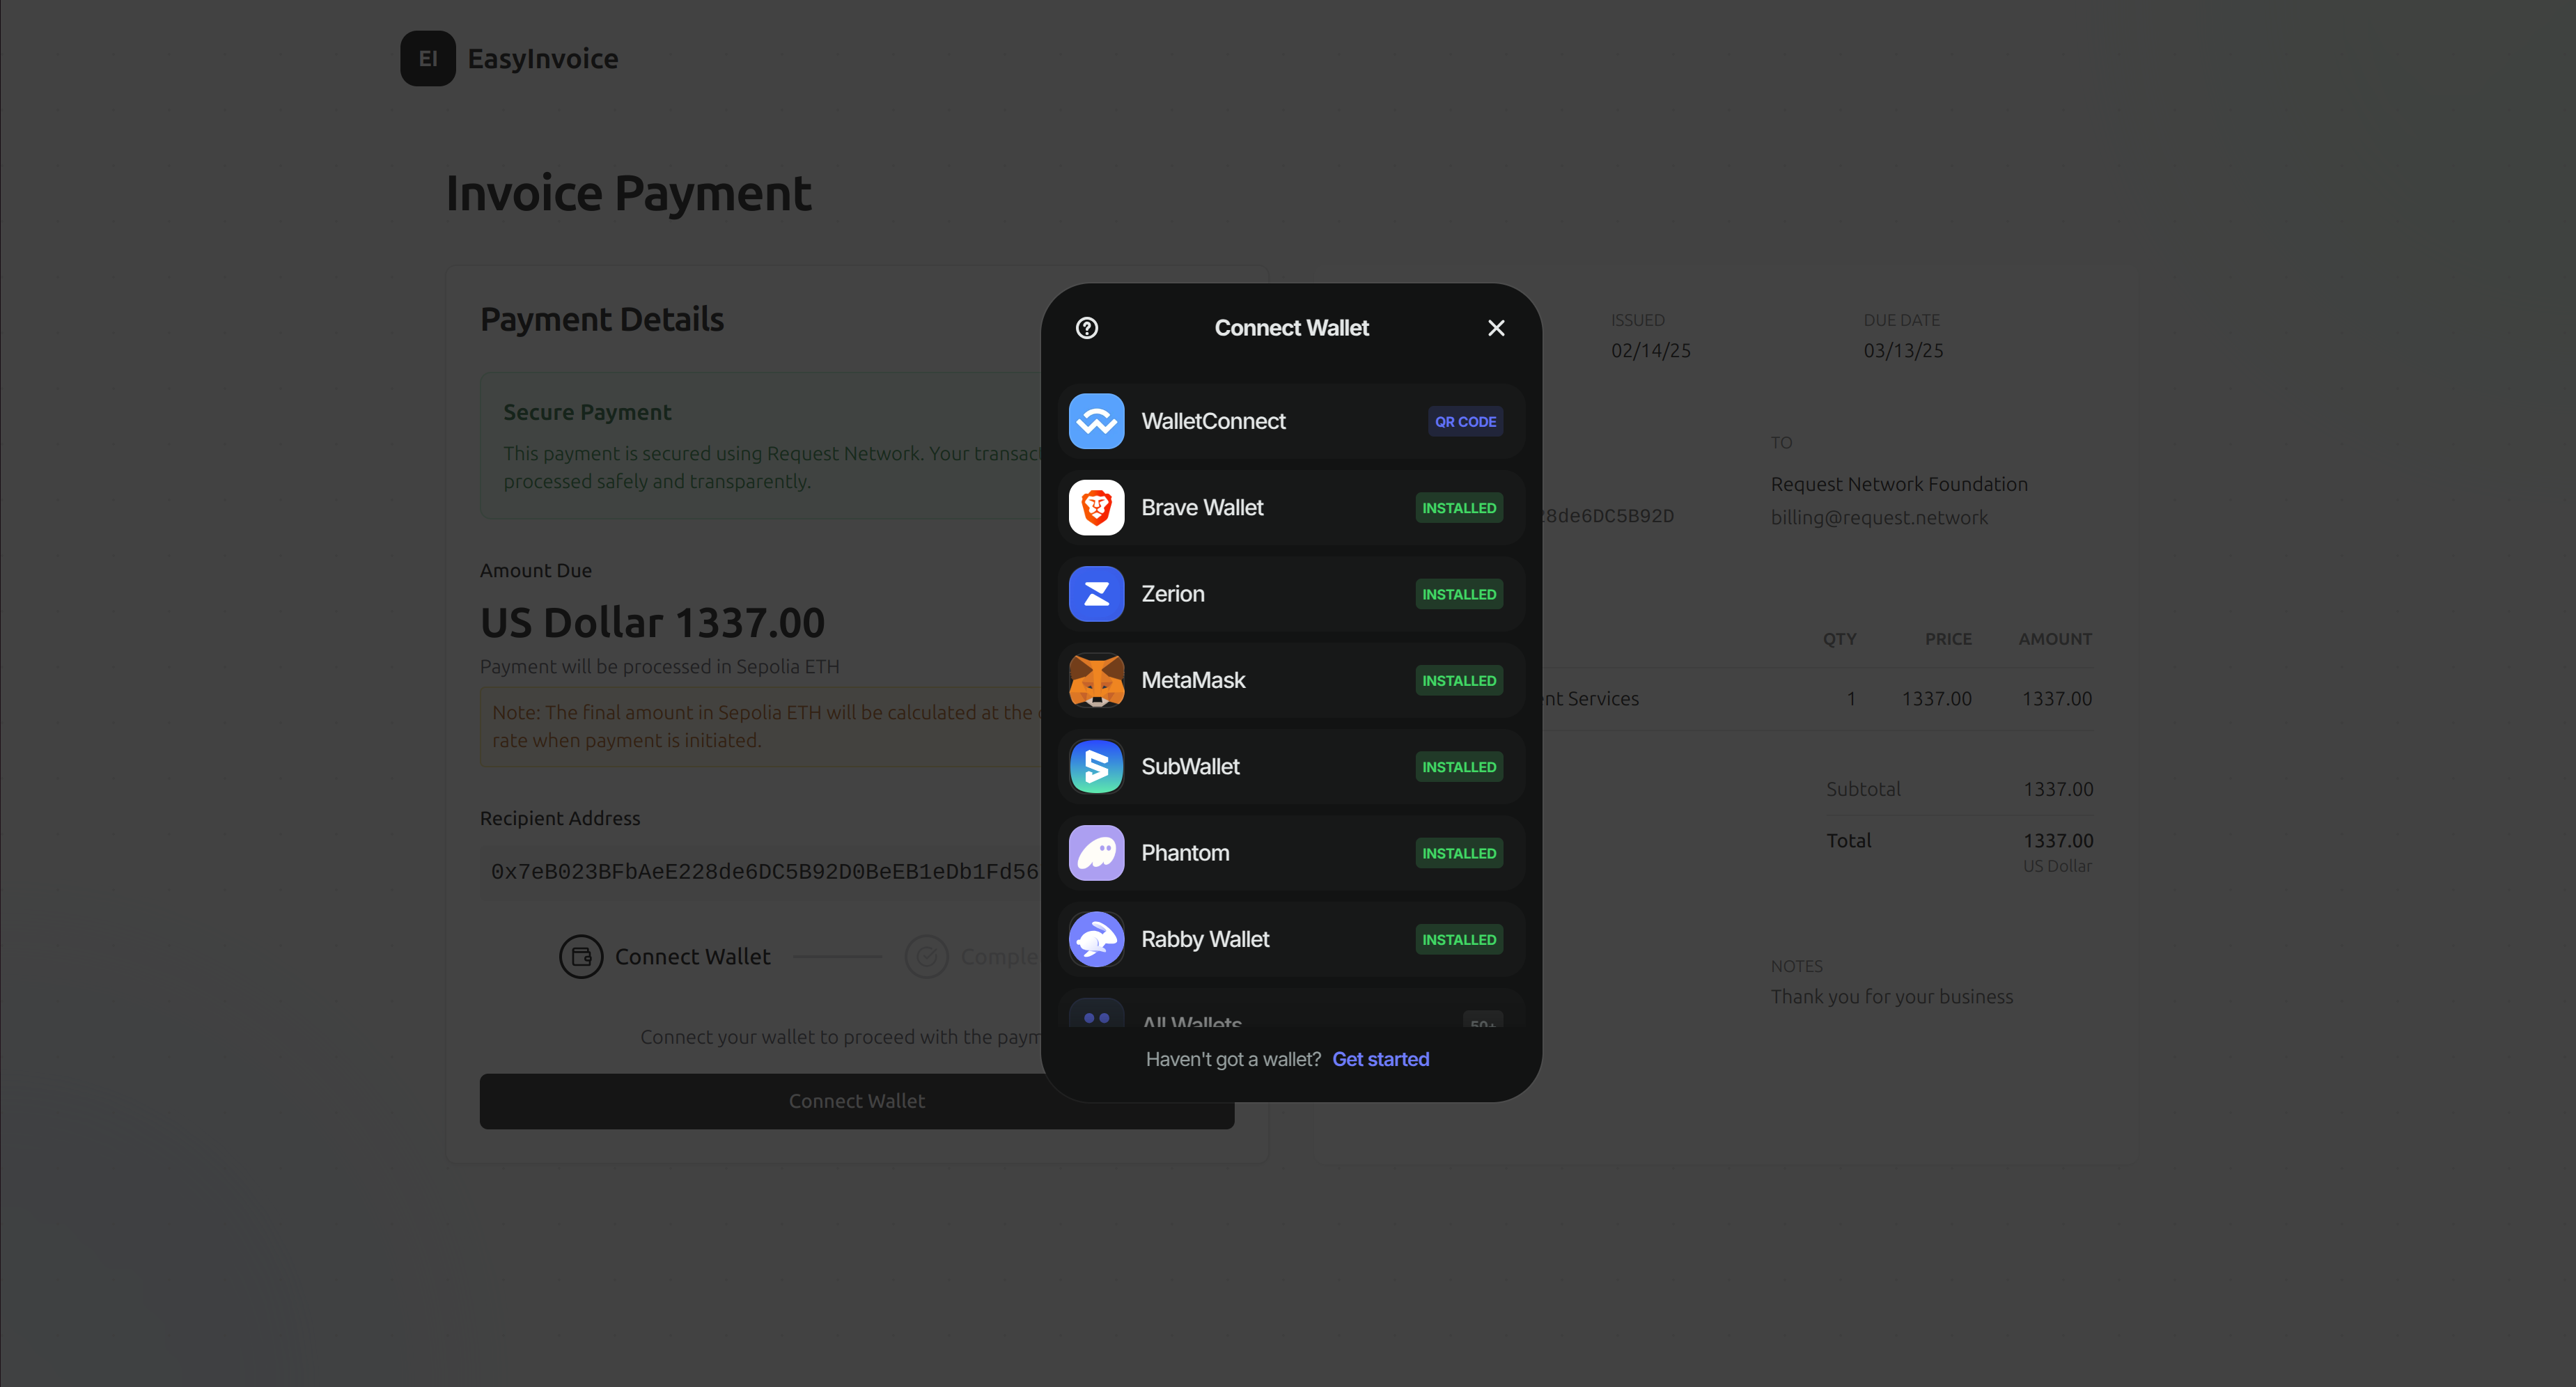 EI EasyInvoice
Invoice Payment
Payment Details
Secure Payment
This payment is secured using Request Network. Your
processed safely and transparently.
Amount Due
US Dollar 1337.00
Payment will be processed in Sepolia ETH
Note: The final amount in Sepolia ETH will be calculated at the
rate when payment is initiated.
Recipient Address
0x7eB023BFbAeE228de6DC5B92D0BeEB1eDb1Fd56
Connect Wallet
Connect your wallet to proceed with the
Connect Wallet
Connect Wallet
WalletConnect QR CODE
Brave Wallet INSTALLED
Zerion INSTALLED
MetaMask INSTALLED
SubWallet INSTALLED
Phantom INSTALLED
Rabby Wallet INSTALLED
All Wallets 50+
Haven't got a wallet? Get started
ISSUED DUE DATE
02/14/25 03/13/25
TO
Request Network Foundation
28de6DC5B92D billing@request.network
QTY PRICE AMOUNT
Services 1 1337.00 1337.00
Subtotal 1337.00
Total 1337.00
US Dollar
NOTES
Thank you for your business